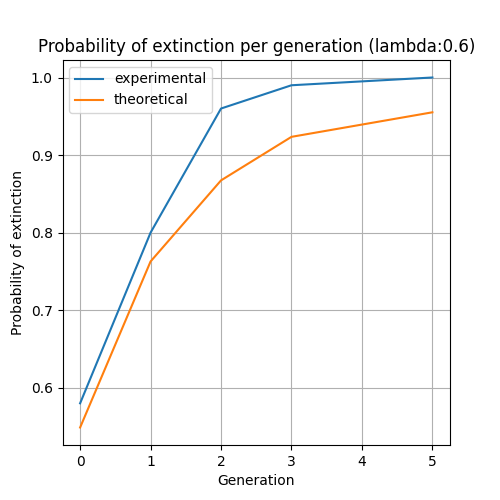 Probability of extinction per generation (lambda:0.6)
experimental
theoretical
1.0
0.9
0.8
0.7
0.6
Probability of extinction
0 1 2 3 4 5
Generation